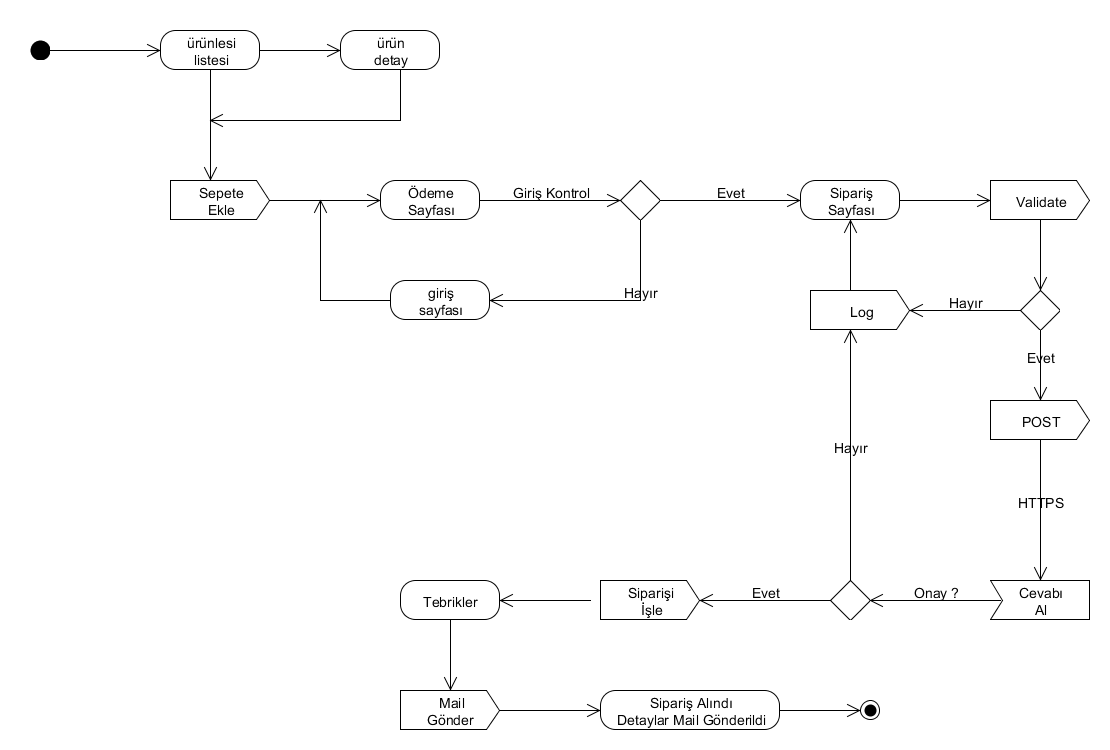 ürünlesi
listesi
ürün
detay
Sepete
Ekle
Ödeme
Sayfası
Giriş Kontrol
Evet
Sipariş
Sayfası
Validate
giriş
sayfası
Hayır
Log
Hayır
Evet
POST
Hayır
HTTPS
Tebrikler
Siparişi
İşle
Evet
Onay ?
Cevabı
Al
Mail
Gönder
Sipariş Alındı
Detaylar Mail Gönderildi